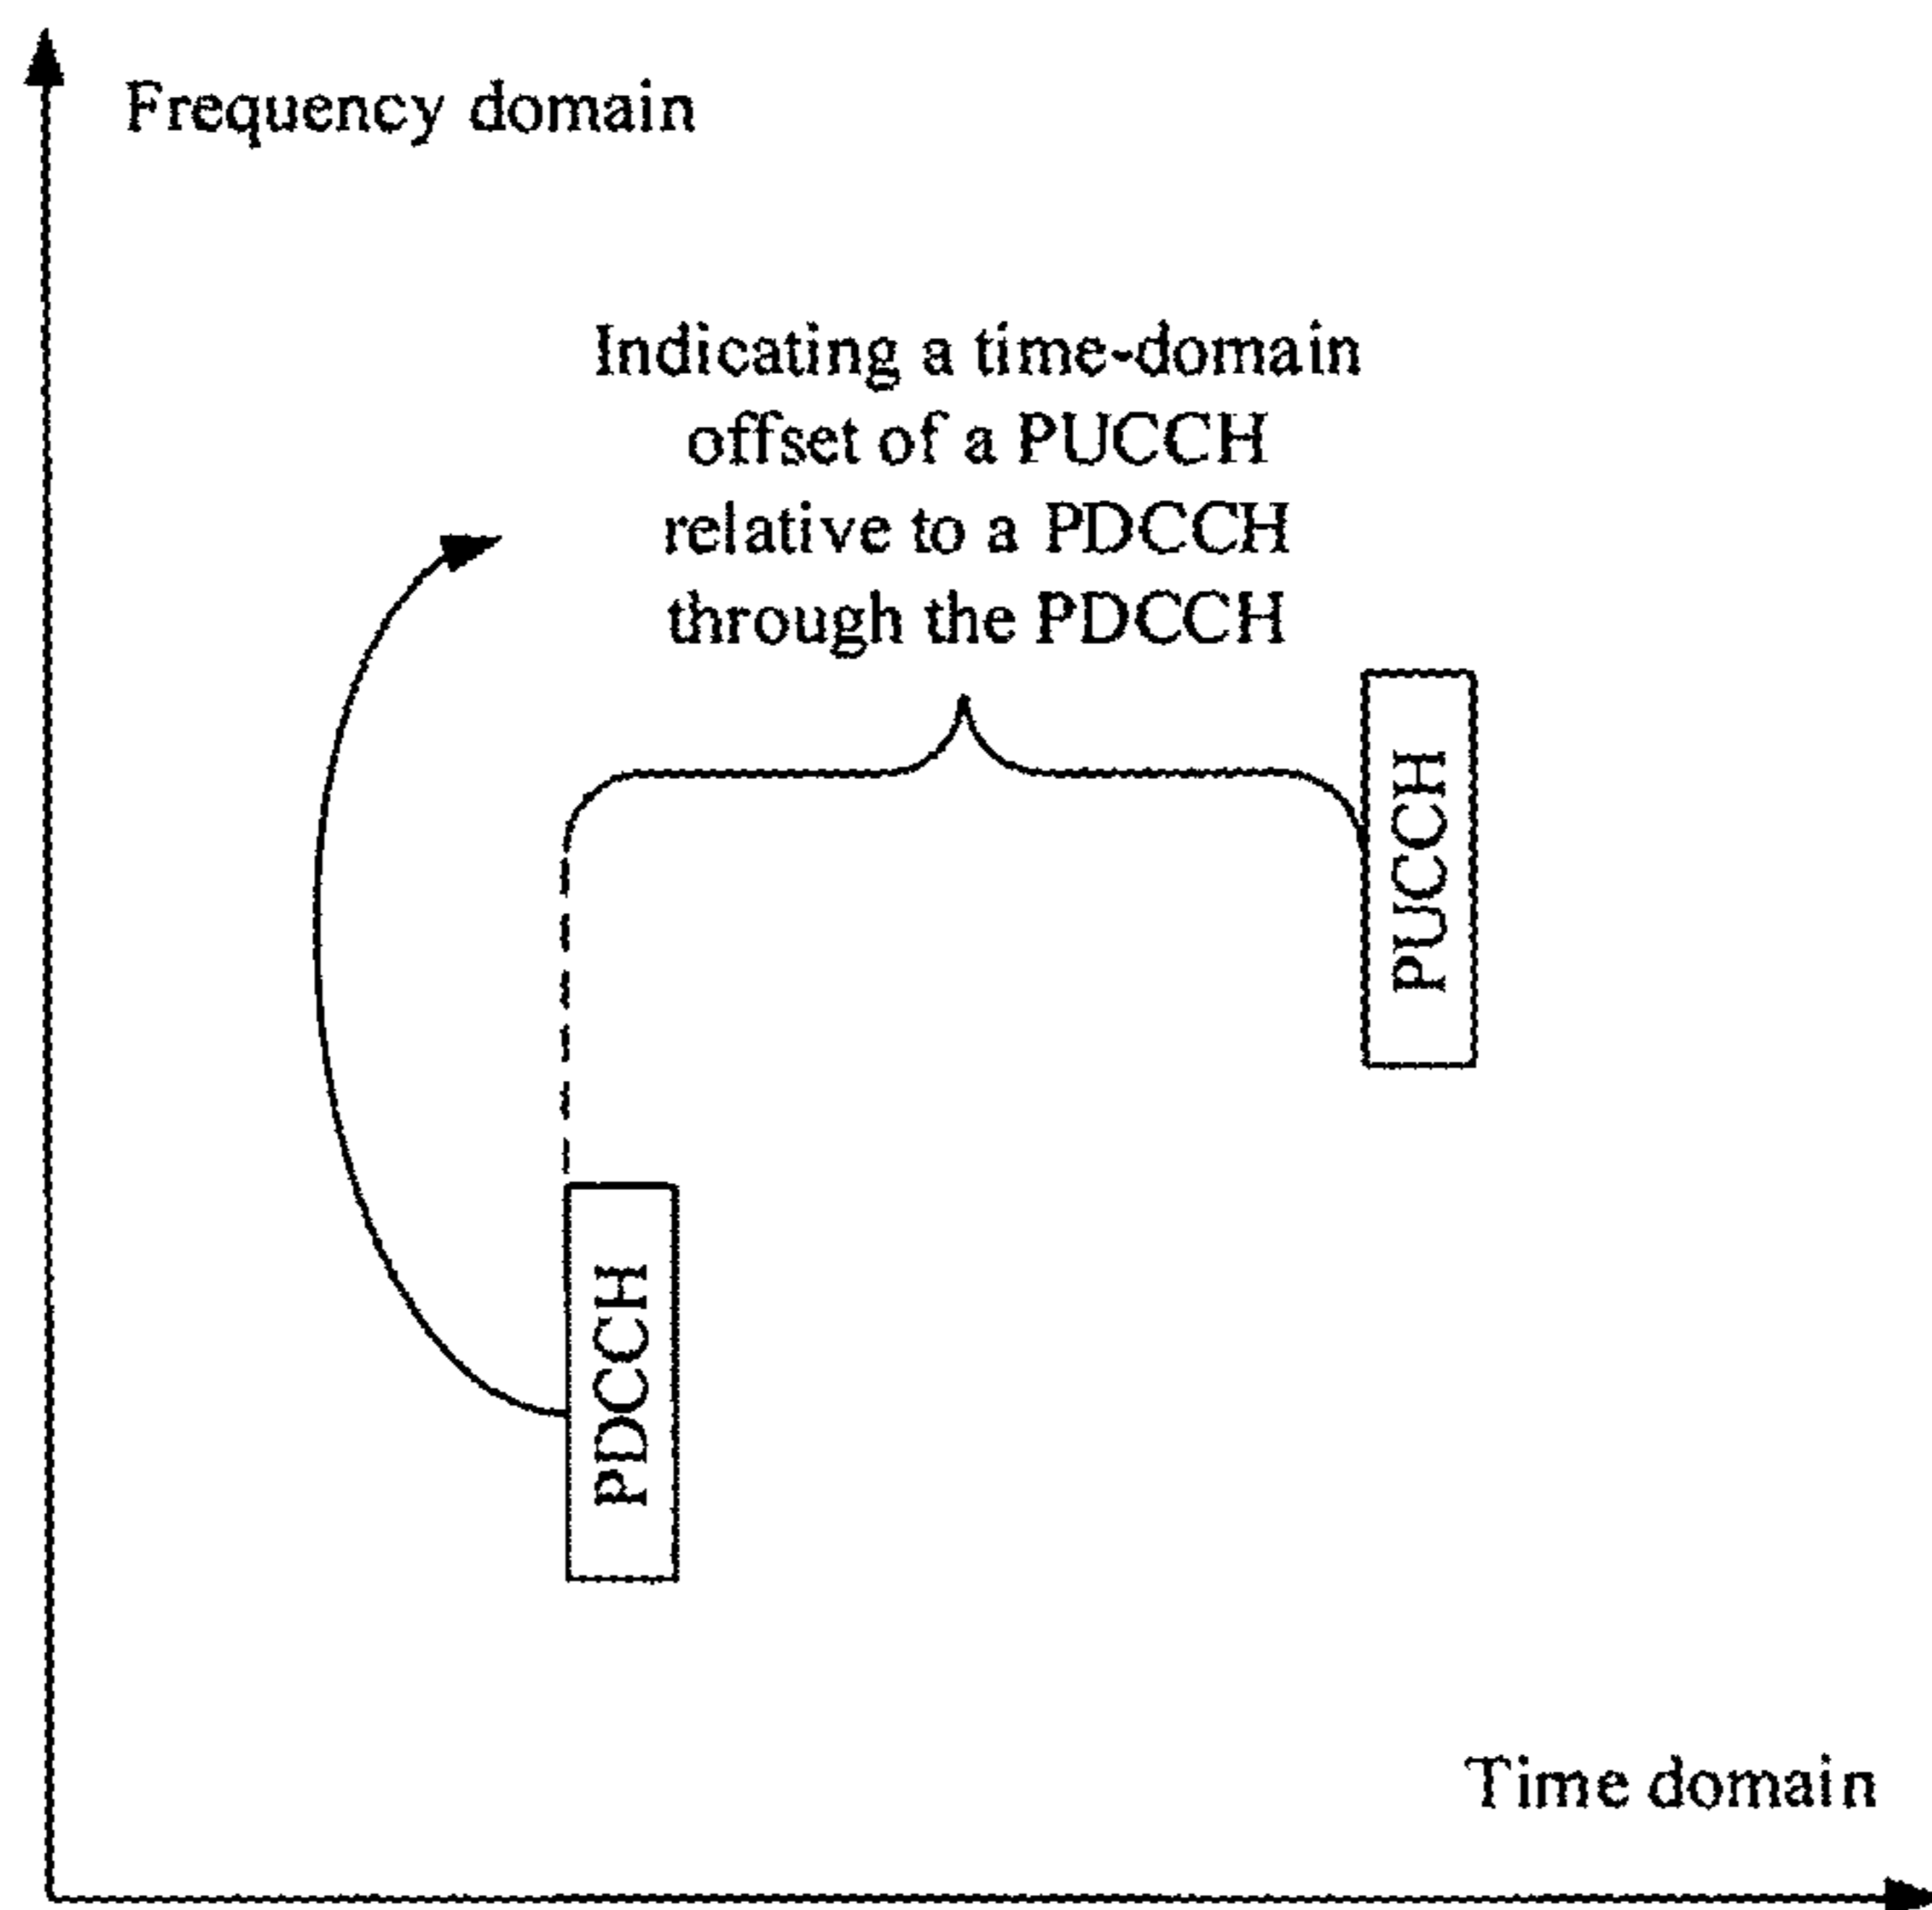 Frequency domain
Indicating a time-domain
offset of a PUCCH
relative to a PDCCH
through the PDCCH
PUCCH
PDCCH
Time domain